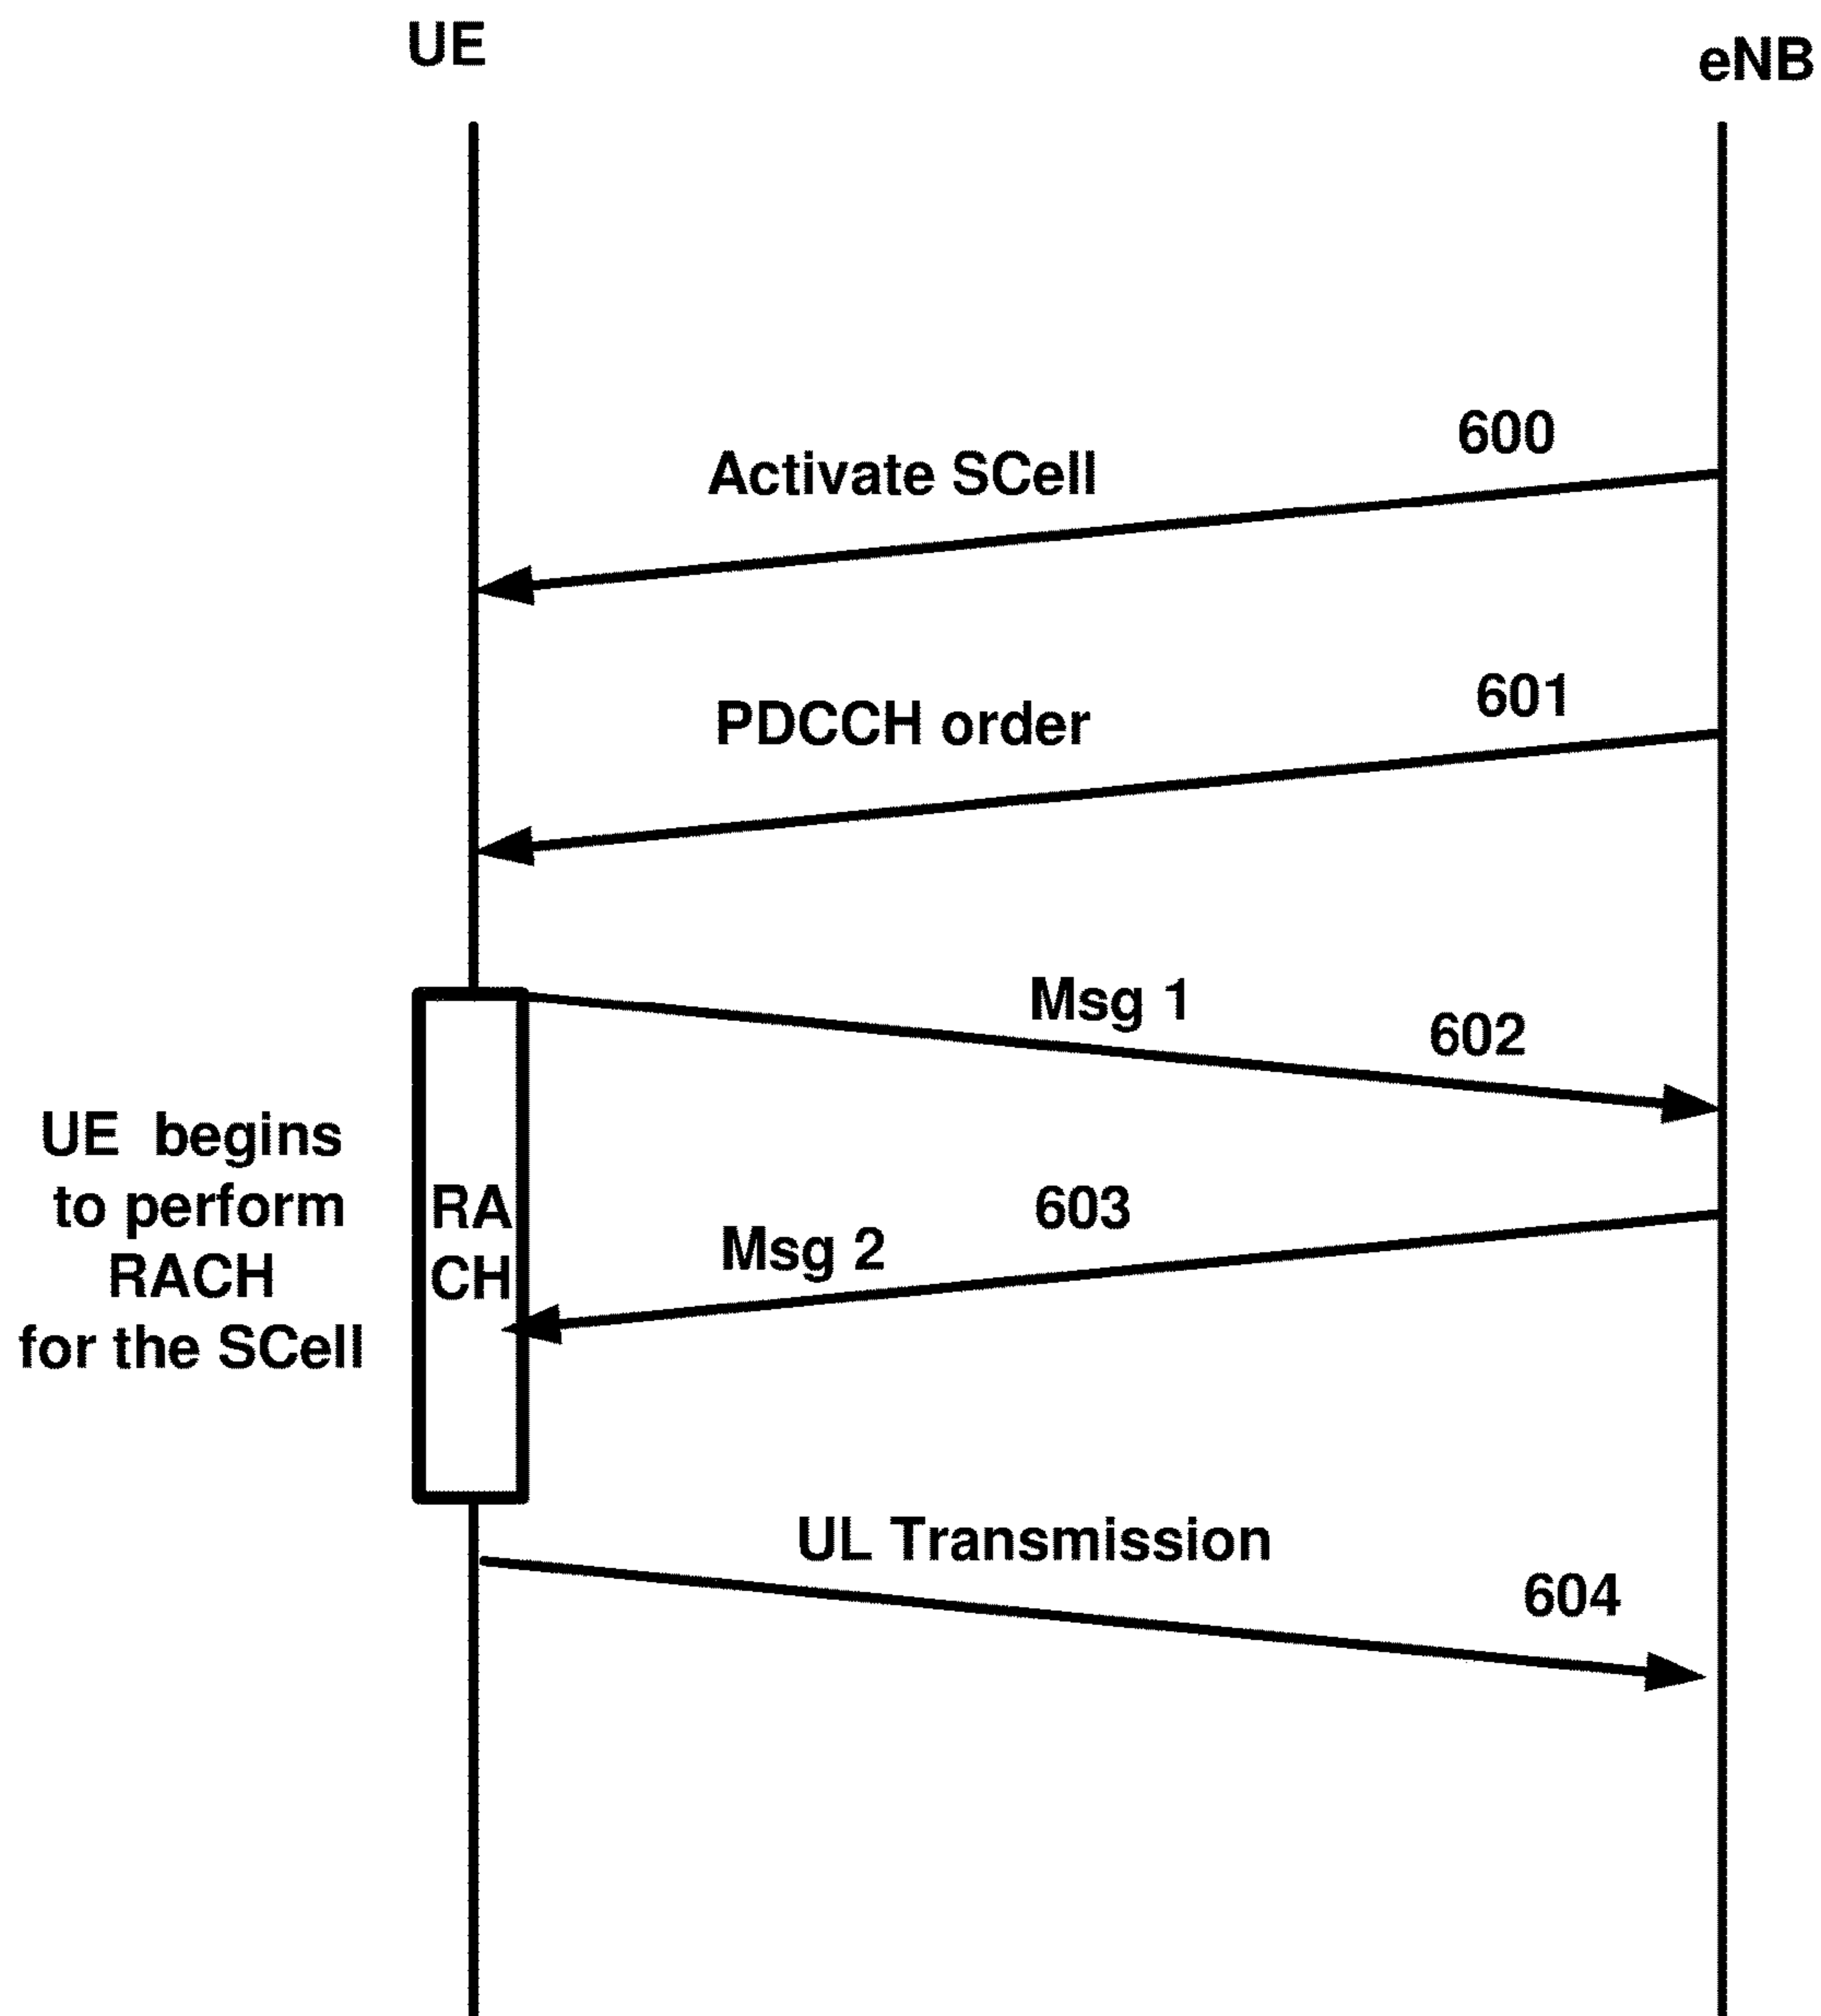 UE
eNB
600
Activate SCell
601
PDCCH order
Msg 1
602
UE begins
to perform
RACH
for the SCell
RA
CH
603
Msg 2
UL Transmission
604